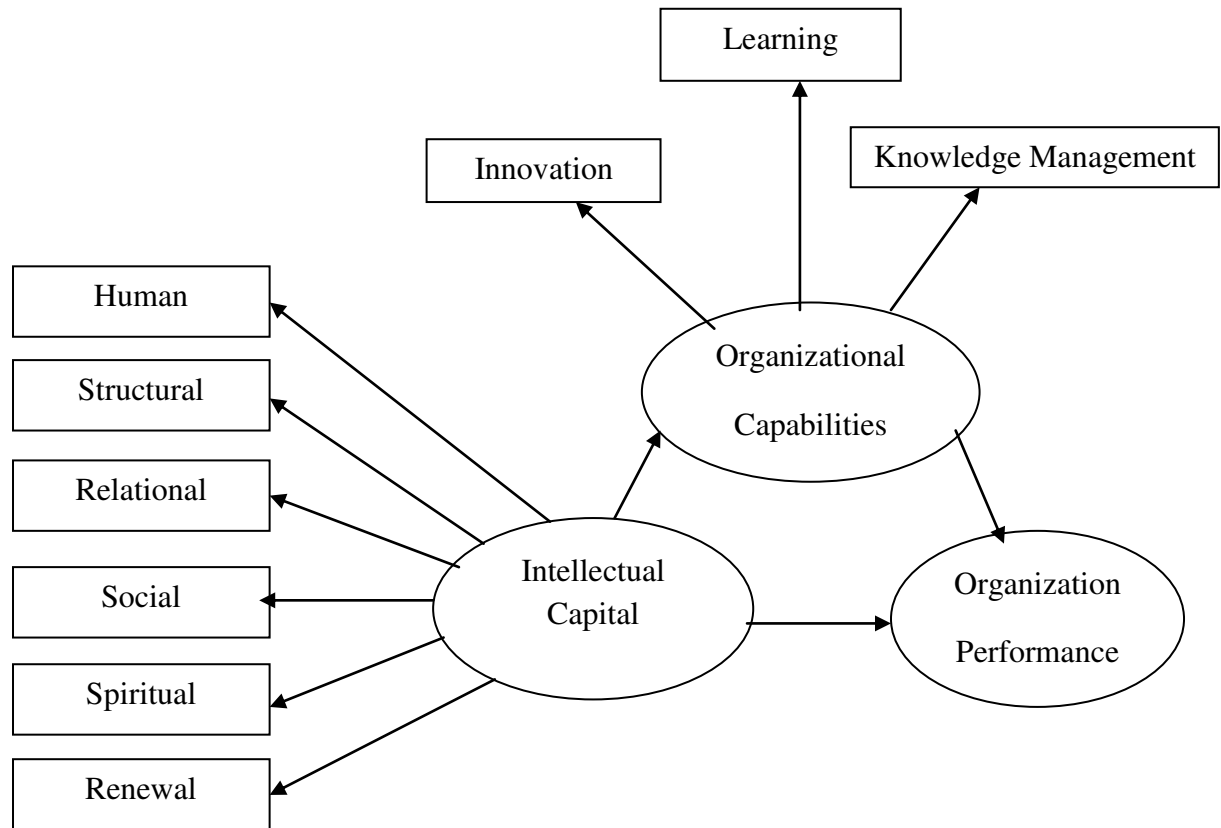 Learning
Innovation
Knowledge Management
Human
Structural
Relational
Social
Spiritual
Renewal
Organizational
Capabilities
Intellectual
Capital
Organization
Performance